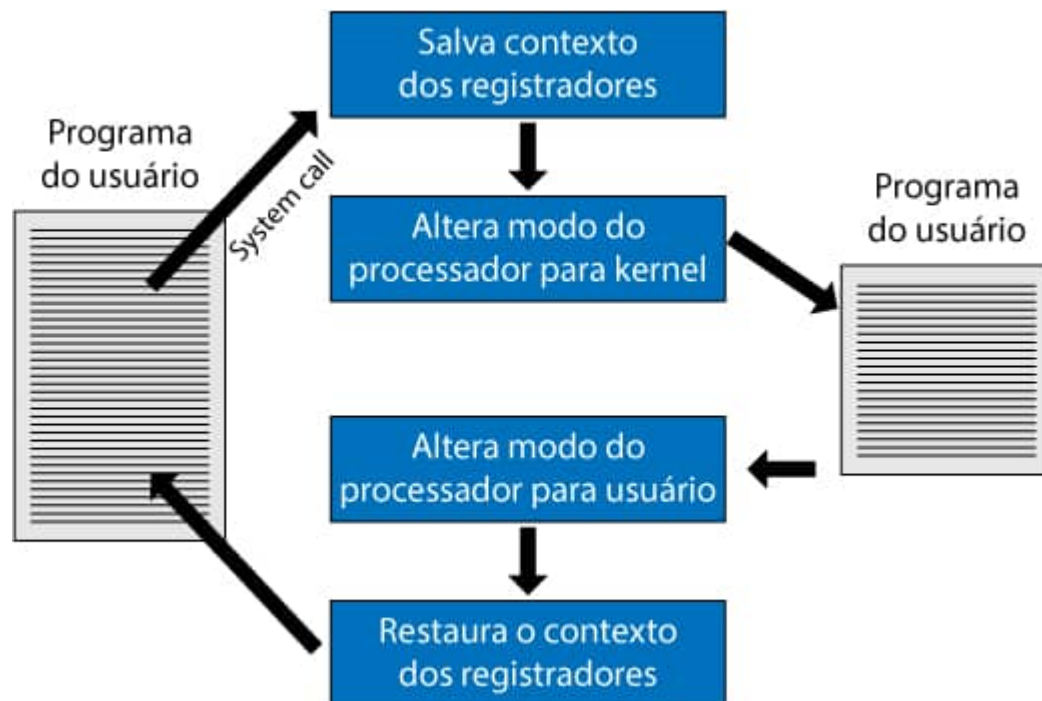 Programa
do usuário
System call
Salva contexto
dos registradores
Altera modo do
processador para kernel
Programa
do usuário
Altera modo do
processador para usuário
Restaura o contexto
dos registradores